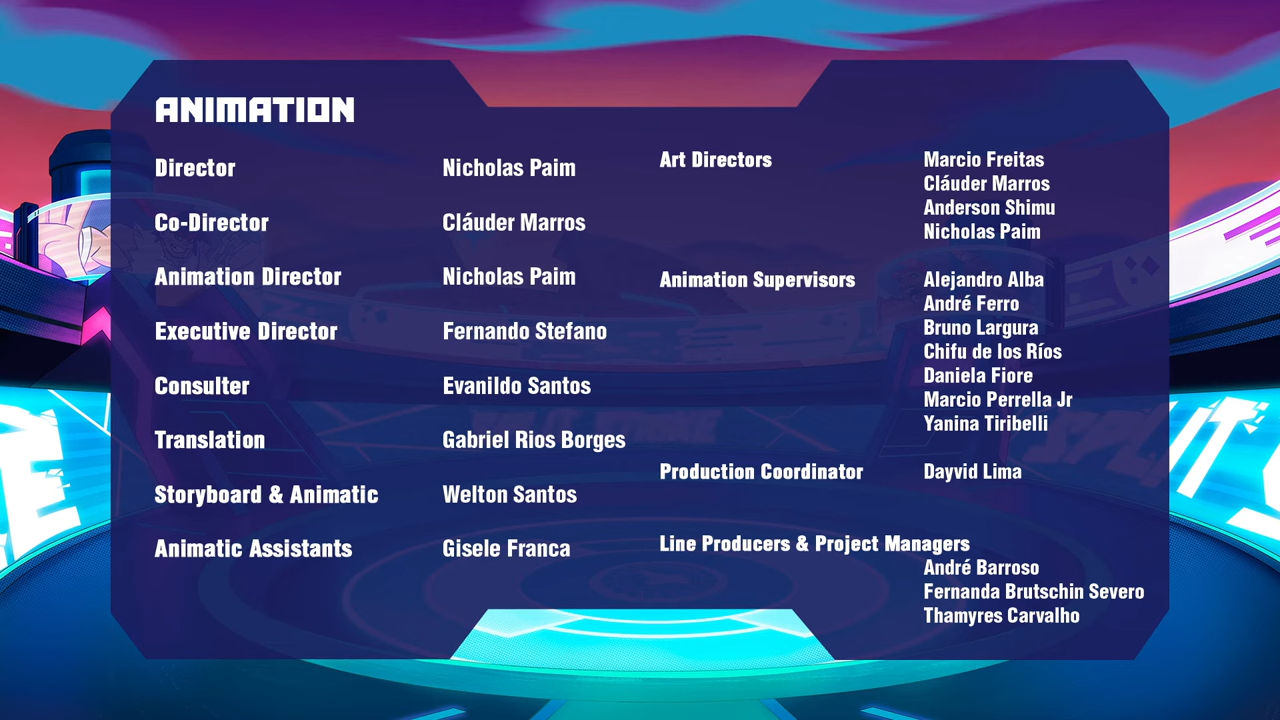 ANIMATION
Director Nicholas Paim
Co-Director Cláuder Marros
Animation Director Nicholas Paim
Executive Director Fernando Stefano
Consulter Evanildo Santos
Translation Gabriel Rios Borges
Storyboard & Animatic Welton Santos
Animatic Assistants Gisele Franca
Art Directors Marcio Freitas
Cláuder Marros
Anderson Shimu
Nicholas Paim
Animation Supervisors Alejandro Alba
André Ferro
Bruno Largura
Chifu de los Ríos
Daniela Fiore
Marcio Perrella Jr
Yanina Tiribelli
Production Coordinator Dayvid Lima
Line Producers & Project Managers
André Barroso
Fernanda Brutschin Severo
Thamyres Carvalho